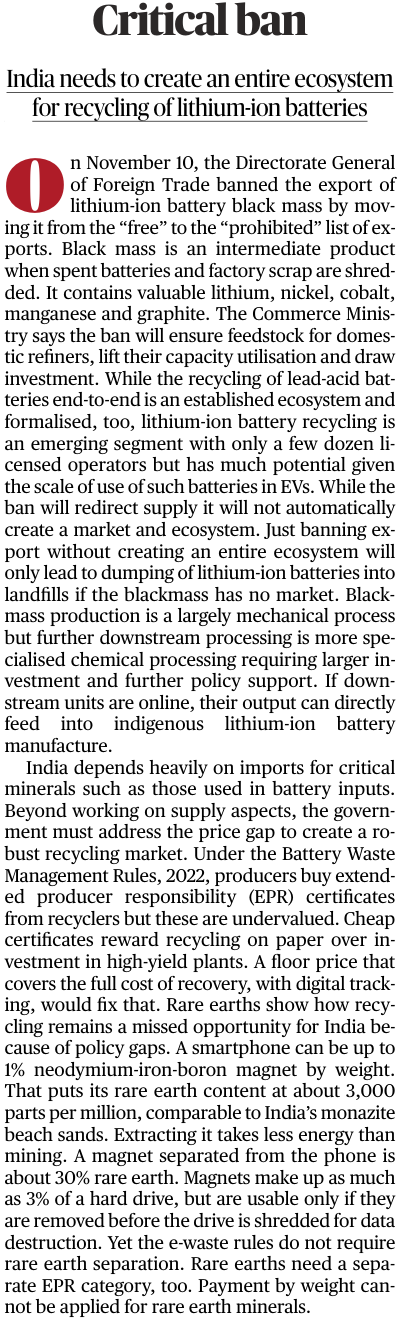 Critical ban
India needs to create an entire ecosystem
for recycling of lithium-ion batteries
On November 10, the Directorate General
of Foreign Trade banned the export of
lithium-ion battery black mass by mov-
ing it from the “free” to the “prohibited” list of ex-
ports. Black mass is an intermediate product
when spent batteries and factory scrap are shred-
ded. It contains valuable lithium, nickel, cobalt,
manganese and graphite. The Commerce Minis-
try says the ban will ensure feedstock for domes-
tic refiners, lift their capacity utilisation and draw
investment. While the recycling of lead-acid bat-
teries end-to-end is an established ecosystem and
formalised, too, lithium-ion battery recycling is
an emerging segment with only a few dozen li-
censed operators but has much potential given
the scale of use of such batteries in EVs. While the
ban will redirect supply it will not automatically
create a market and ecosystem. Just banning ex-
port without creating an entire ecosystem will
only lead to dumping of lithium-ion batteries into
landfills if the blackmass has no market. Black-
mass production is a largely mechanical process
but further downstream processing is more spe-
cialised chemical processing requiring larger in-
vestment and further policy support. If down-
stream units are online, their output can directly
feed into indigenous lithium-ion battery
manufacture.
India depends heavily on imports for critical
minerals such as those used in battery inputs.
Beyond working on supply aspects, the govern-
ment must address the price gap to create a ro-
bust recycling market. Under the Battery Waste
Management Rules, 2022, producers buy extend-
ed producer responsibility (EPR) certificates
from recyclers but these are undervalued. Cheap
certificates reward recycling on paper over in-
vestment in high-yield plants. A floor price that
covers the full cost of recovery, with digital track-
ing, would fix that. Rare earths show how recy-
cling remains a missed opportunity for India be-
cause of policy gaps. A smartphone can be up to
1% neodymium-iron-boron magnet by weight.
That puts its rare earth content at about 3,000
parts per million, comparable to India’s monazite
beach sands. Extracting it takes less energy than
mining. A magnet separated from the phone is
about 30% rare earth. Magnets make up as much
as 3% of a hard drive, but are usable only if they
are removed before the drive is shredded for data
destruction. Yet the e-waste rules do not require
rare earth separation. Rare earths need a sepa-
rate EPR category, too. Payment by weight can-
not be applied for rare earth minerals.